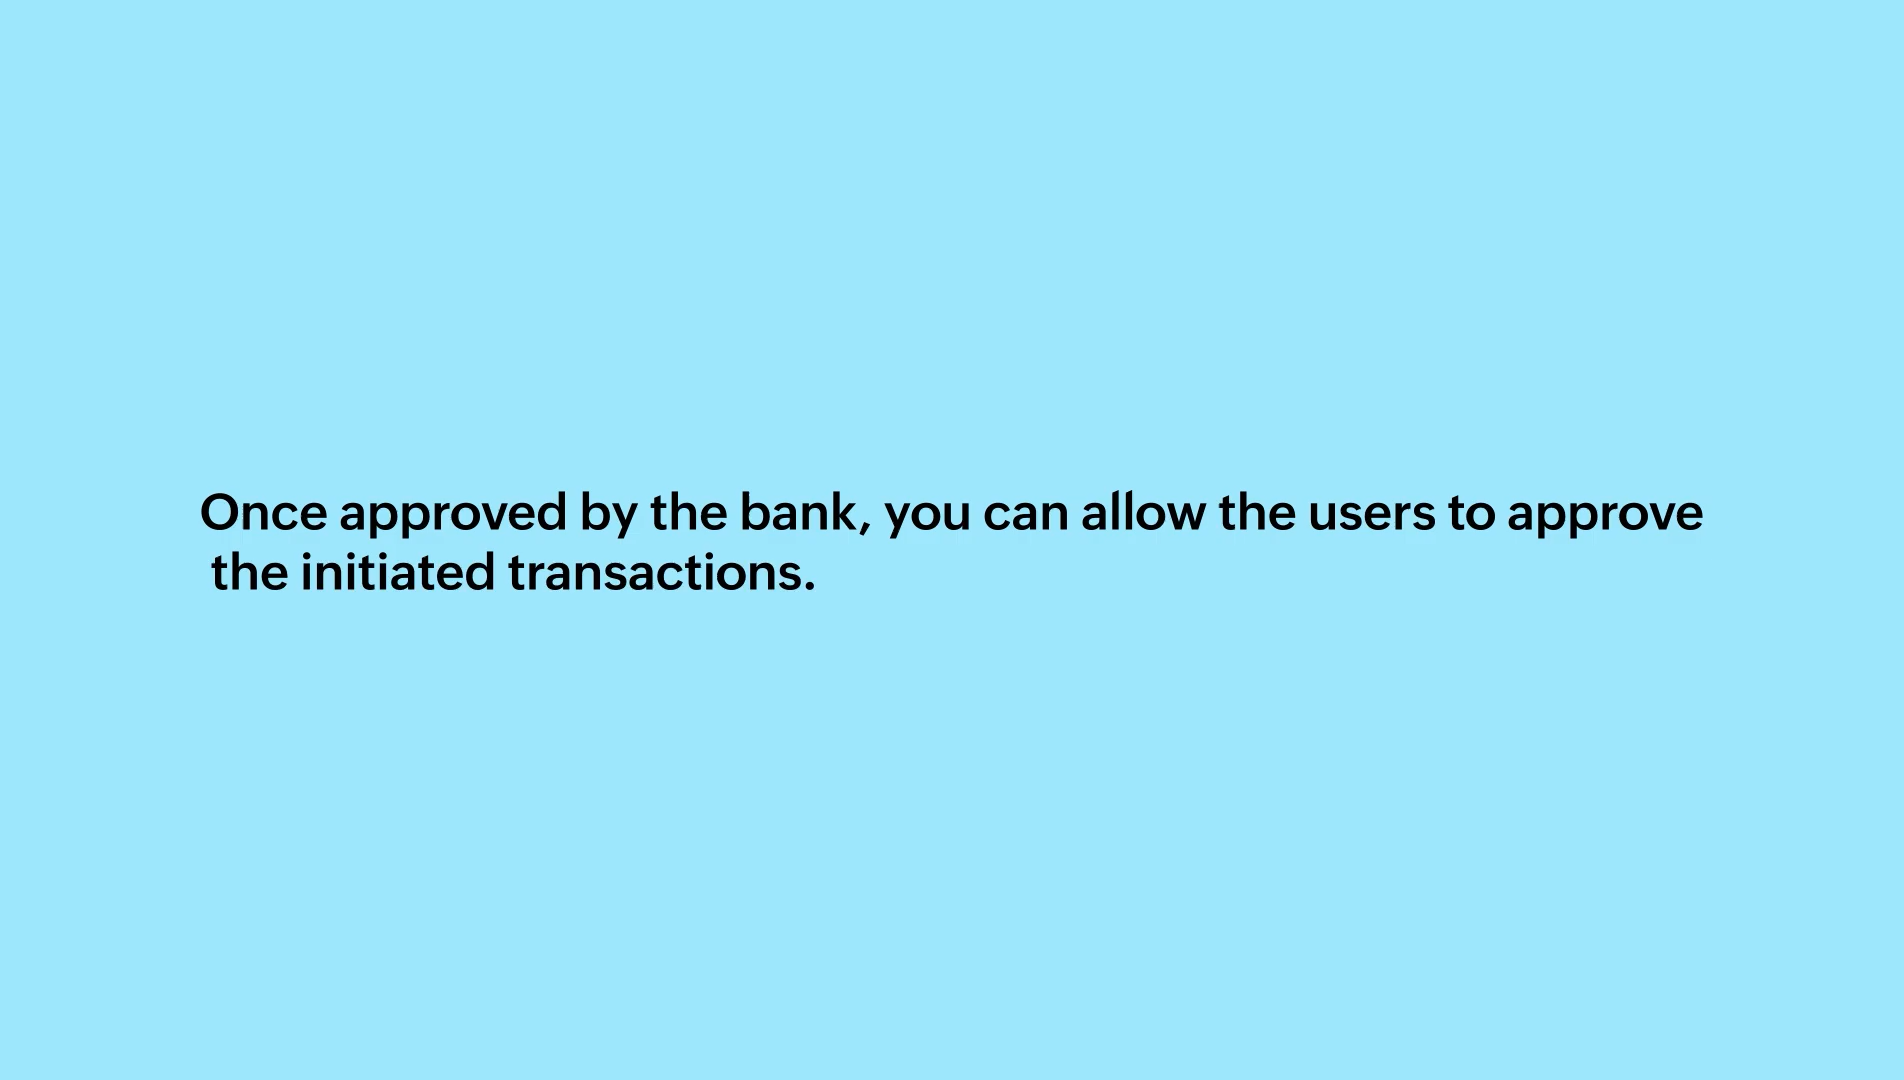 Once approved by the bank, you can allow the users to approve
the initiated transactions.